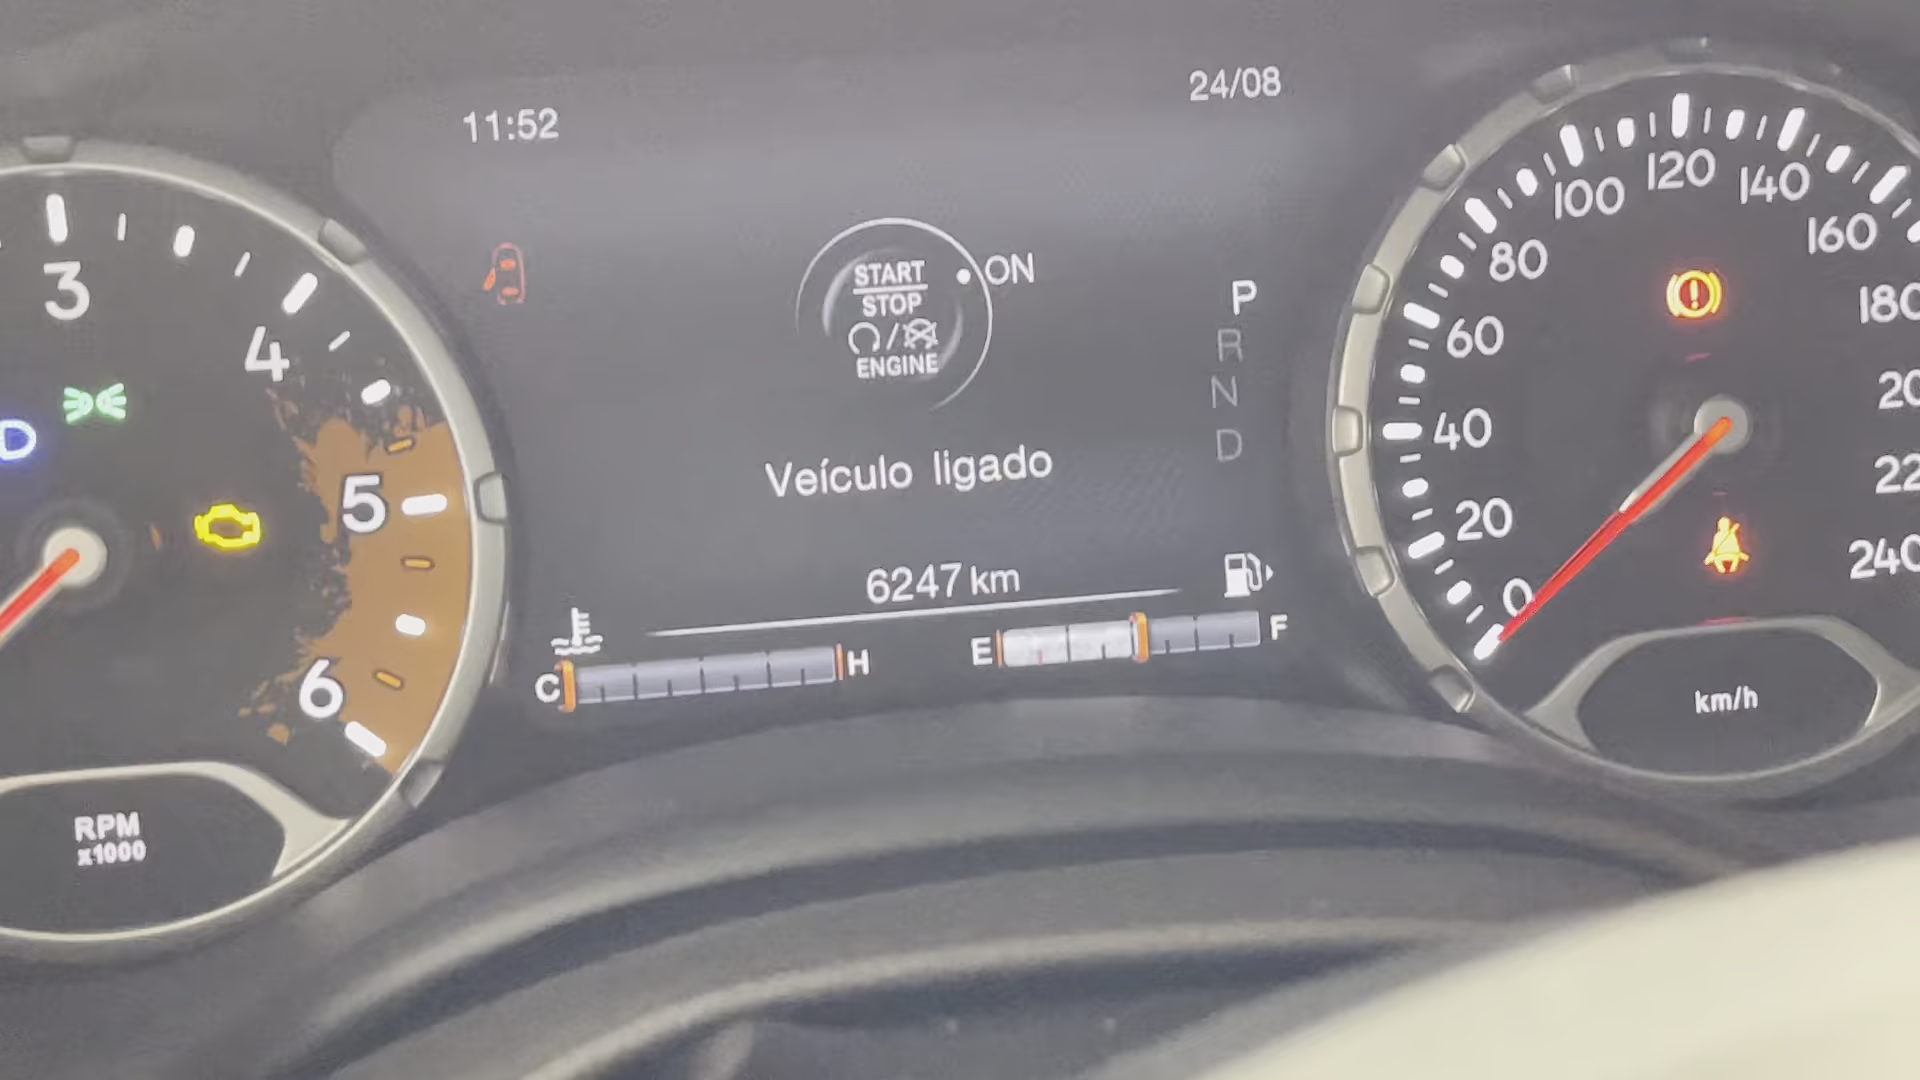 11:52
24/08
START
STOP
ENGINE
ON
P
R
N
D
Veículo ligado
6247 km
C
H
E
F
3
4
5
6
RPM
x1000
0
20
40
60
80
100
120
140
160
240
km/h